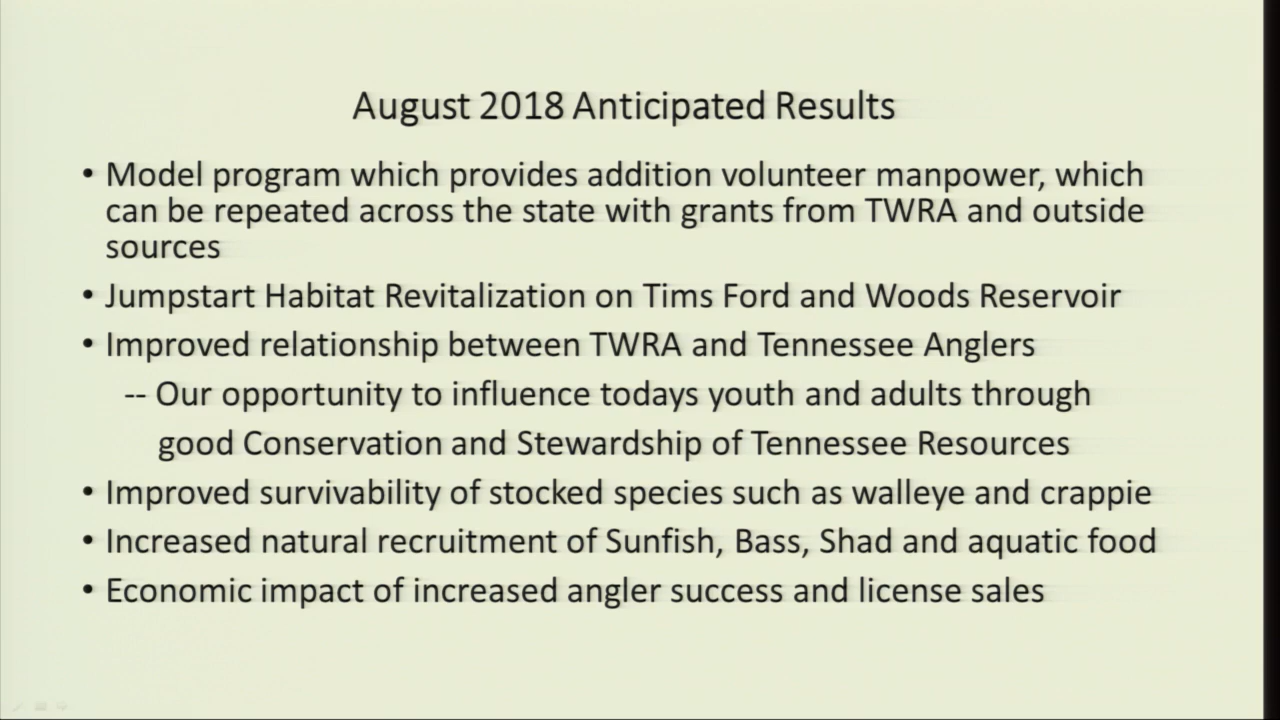 August 2018 Anticipated Results
• Model program which provides addition volunteer manpower, which
can be repeated across the state with grants from TWRA and outside
sources
• Jumpstart Habitat Revitalization on Tims Ford and Woods Reservoir
• Improved relationship between TWRA and Tennessee Anglers
-- Our opportunity to influence todays youth and adults through
good Conservation and Stewardship of Tennessee Resources
• Improved survivability of stocked species such as walleye and crappie
• Increased natural recruitment of Sunfish, Bass, Shad and aquatic food
• Economic impact of increased angler success and license sales